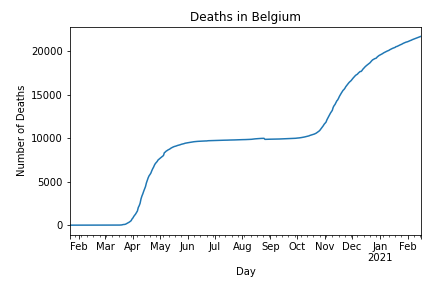 Deaths in Belgium
Number of Deaths
20000
15000
10000
5000
0
Feb Mar Apr May Jun Jul Aug Sep Oct Nov Dec Jan Feb
2021
Day